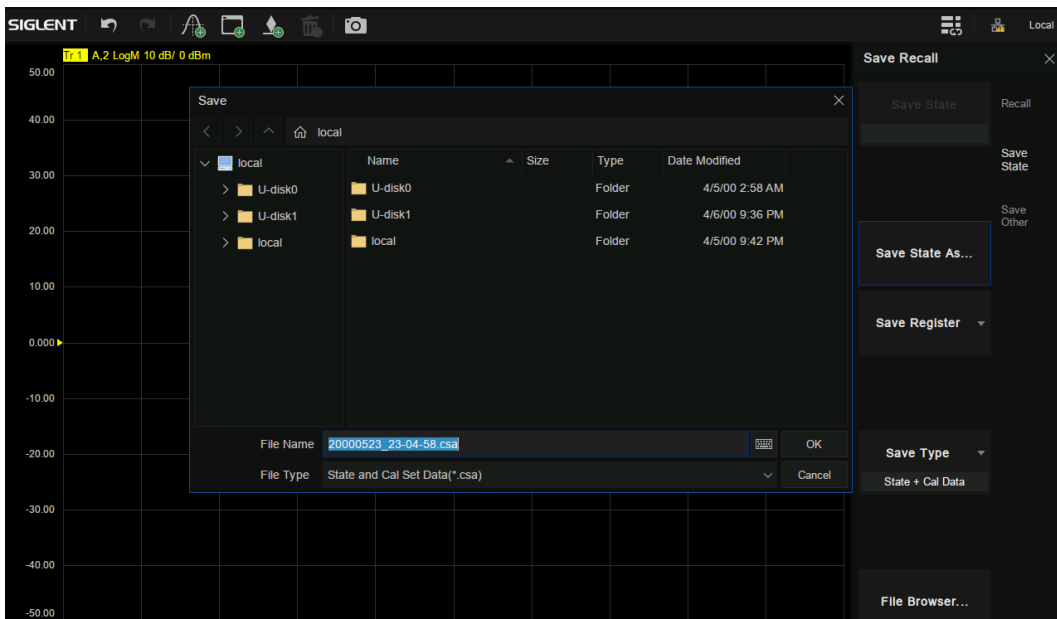 SIGLENT
Local
Tr 1 A,2 LogM 10 dB/ 0 dBm
50.00
40.00
30.00
20.00
10.00
0.000
-10.00
-20.00
-30.00
-40.00
-50.00
Save
local
local
U-disk0
U-disk1
local
Name Size Type Date Modified
U-disk0 Folder 4/5/00 2:58 AM
U-disk1 Folder 4/6/00 9:36 PM
local Folder 4/5/00 9:42 PM
File Name 20000523_23-04-58.csa OK
File Type State and Cal Set Data(*.csa) Cancel
Save Recall
Save State
Save State As...
Save Register
Save Type
State + Cal Data
File Browser...
Recall
Save
State
Save
Other